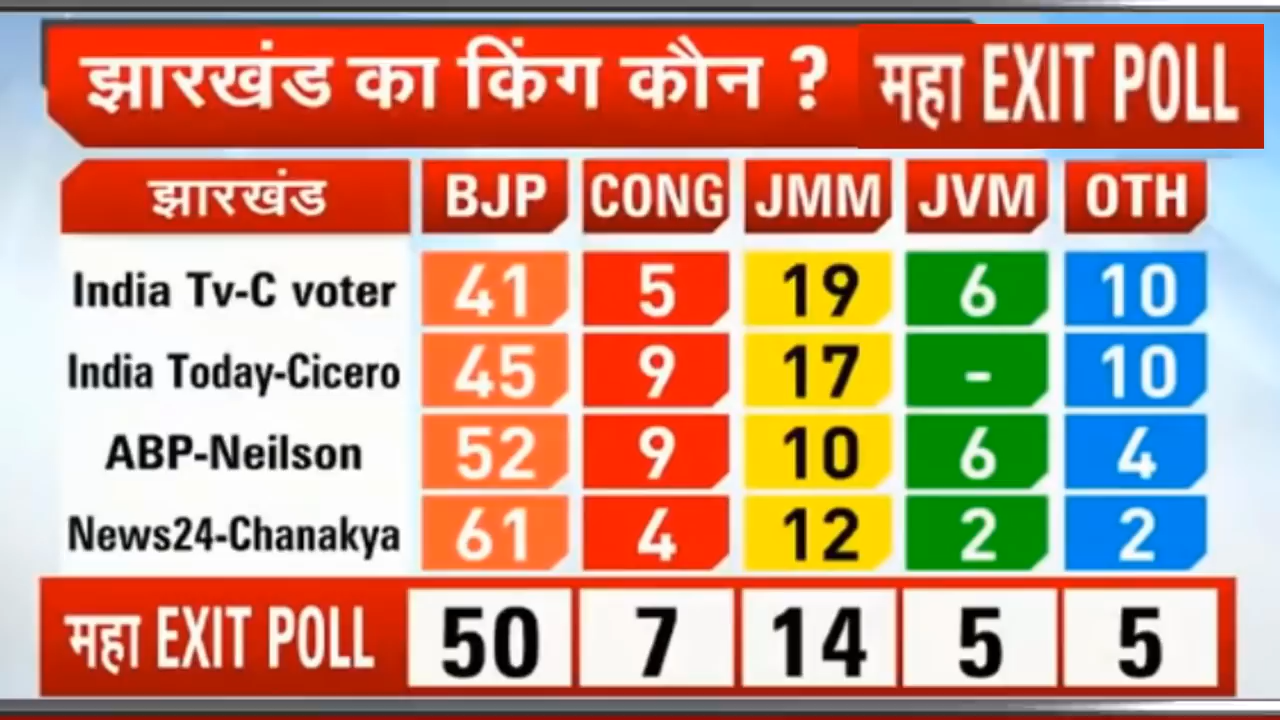 झारखंड का किंग कौन ? महा EXIT POLL
झारखंड BJP CONG JMM JVM OTH
India Tv-C voter 41 5 19 6 10
India Today-Cicero 45 9 17 - 10
ABP-Neilson 52 9 10 6 4
News24-Chanakya 61 4 12 2 2
महा EXIT POLL 50 7 14 5 5